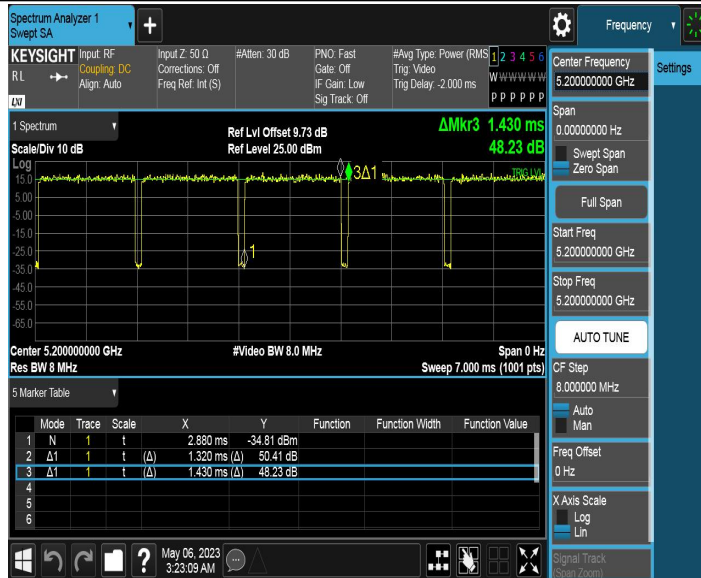 Spectrum Analyzer 1
Swept SA
+
Frequency
KEYSIGHT
RL
LXI
Input: RF
Coupling: DC
Align: Auto
Input Z: 50 Ω
Corrections: Off
Freq Ref: Int (S)
#Atten: 30 dB
PNO: Fast
Gate: Off
IF Gain: Low
Sig Track: Off
#Avg Type: Power (RMS
Trig: Video
Trig Delay: -2.000 ms
1 2 3 4 5 6
W W W W W W
P P P P P P
Center Frequency
5.200000000 GHz
Settings
Span
0.00000000 Hz
Swept Span
Zero Span
Full Span
Start Freq
5.200000000 GHz
Stop Freq
5.200000000 GHz
AUTO TUNE
CF Step
8.000000 MHz
Auto
Man
Freq Offset
0 Hz
X Axis Scale
Log
Lin
Signal Track
(Span Zoom)
1 Spectrum
Scale/Div 10 dB
Ref Lvl Offset 9.73 dB
Ref Level 25.00 dBm
ΔMkr3 1.430 ms
48.23 dB
Log
15.0
5.00
-5.00
-15.0
-25.0
-35.0
-45.0
-55.0
-65.0
3Δ1
TRIG LVL
1
Center 5.200000000 GHz
Res BW 8 MHz
#Video BW 8.0 MHz
Span 0 Hz
Sweep 7.000 ms (1001 pts)
5 Marker Table
Mode Trace Scale X Y Function Function Width Function Value
1 N 1 t 2.880 ms -34.81 dBm
2 Δ1 1 t (Δ) 1.320 ms (Δ) 50.41 dB
3 Δ1 1 t (Δ) 1.430 ms (Δ) 48.23 dB
4
5
6
?
May 06, 2023
3:23:09 AM